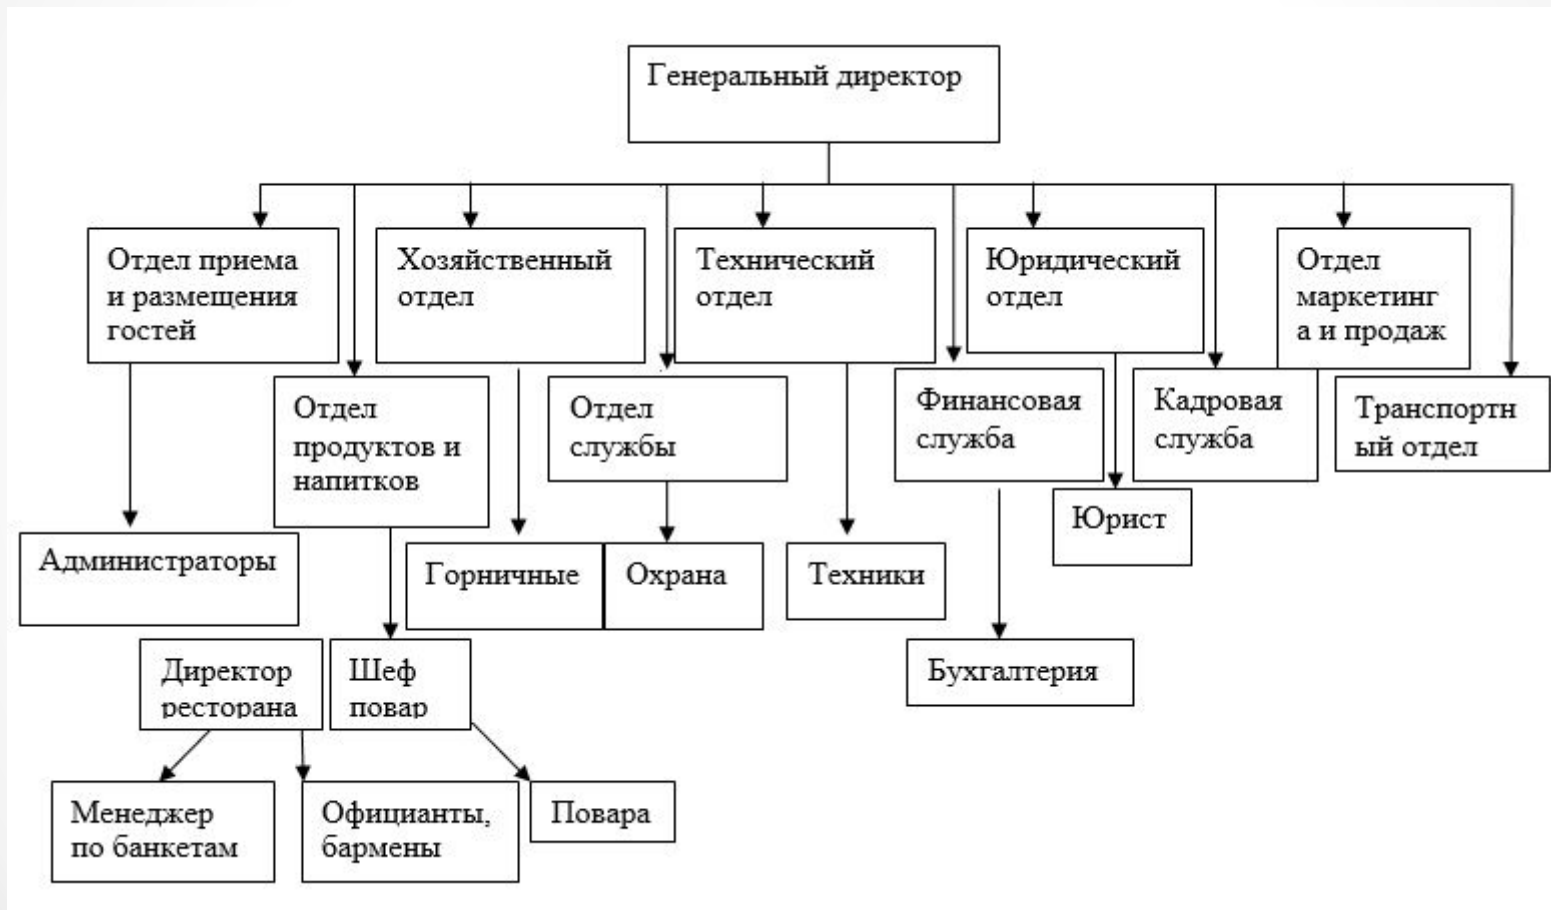 Генеральный директор
Отдел приема
и размещения
гостей
Хозяйственный
отдел
Технический
отдел
Юридический
отдел
Отдел
маркетинг
а и продаж
Отдел
продуктов и
напитков
Отдел
службы
Финансовая
служба
Кадровая
служба
Транспортн
ый отдел
Администраторы
Горничные
Охрана
Техники
Юрист
Директор
ресторана
Шеф
повар
Бухгалтерия
Менеджер
по банкетам
Официанты,
бармены
Повара